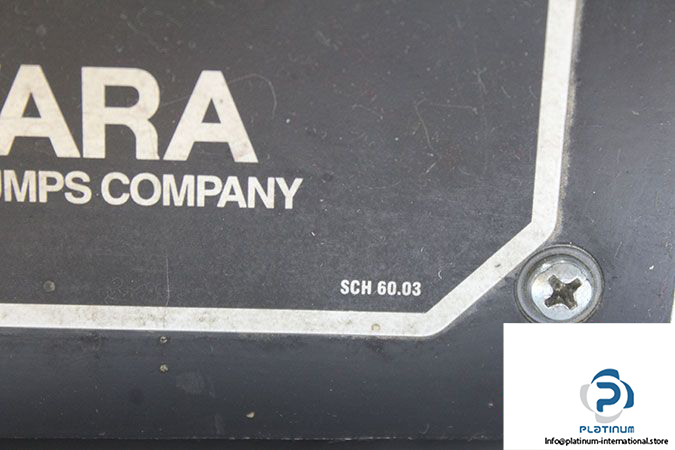 ARA
UMPS COMPANY
SCH 60.03
PLATINUM
Info@platinum-international.store